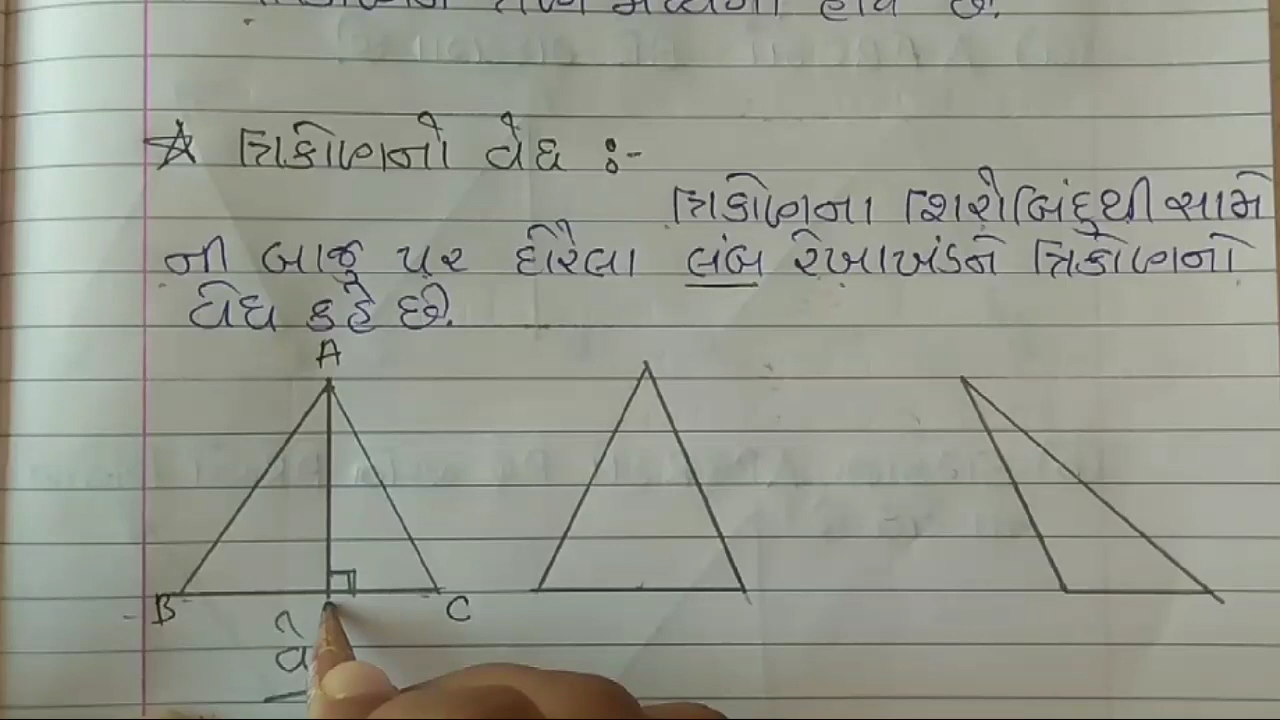 હોય છે.
☆ ત્રિકોણનો વેધ :-
ત્રિકોણના શિરોબિંદુથી સામે
ની બાજુ પર દોરેલા લંબ રેખાખંડને ત્રિકોણનો
વેધ કહે છે.
A
B C
વે